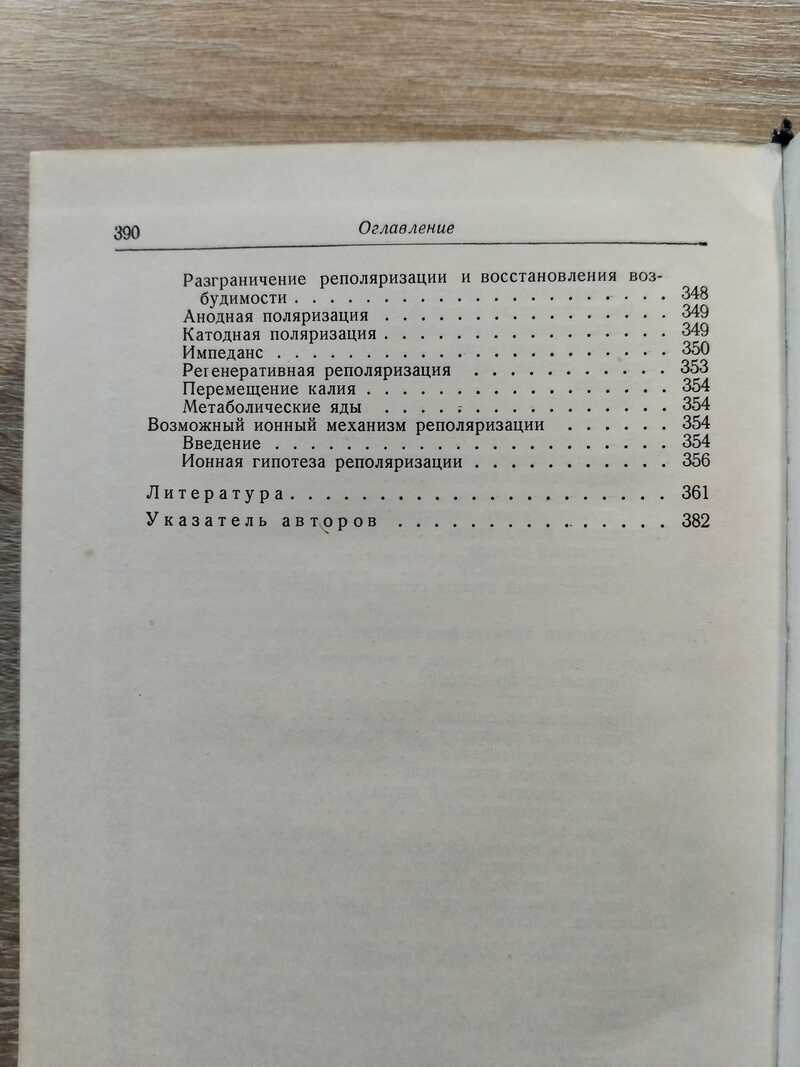 390
Оглавление
Разграничение реполяризации и восстановления воз-
будимости . . . . . . . . . . . . . . . . . . . . . 348
Анодная поляризация . . . . . . . . . . . . . . . . 349
Катодная поляризация . . . . . . . . . . . . . . . . 349
Импеданс . . . . . . . . . . . . . . . . . . . . . . 350
Регенеративная реполяризация . . . . . . . . . . . 353
Перемещение калия . . . . . . . . . . . . . . . . . 354
Метаболические яды . . . . . . . . . . . . . . . . 354
Возможный ионный механизм реполяризации . . . . . . 354
Введение . . . . . . . . . . . . . . . . . . . . . . 354
Ионная гипотеза реполяризации . . . . . . . . . . . 356
Литература . . . . . . . . . . . . . . . . . . . . . 361
Указатель авторов . . . . . . . . . . . . . . . . 382